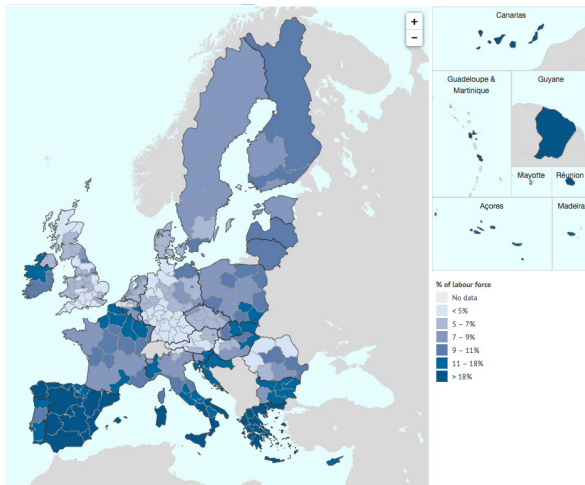 +
−
Canarias
Guadeloupe &
Martinique
Guyane
Mayotte
Réunion
Açores
Madeira
% of labour force
No data
< 5%
5 – 7%
7 – 9%
9 – 11%
11 – 18%
> 18%